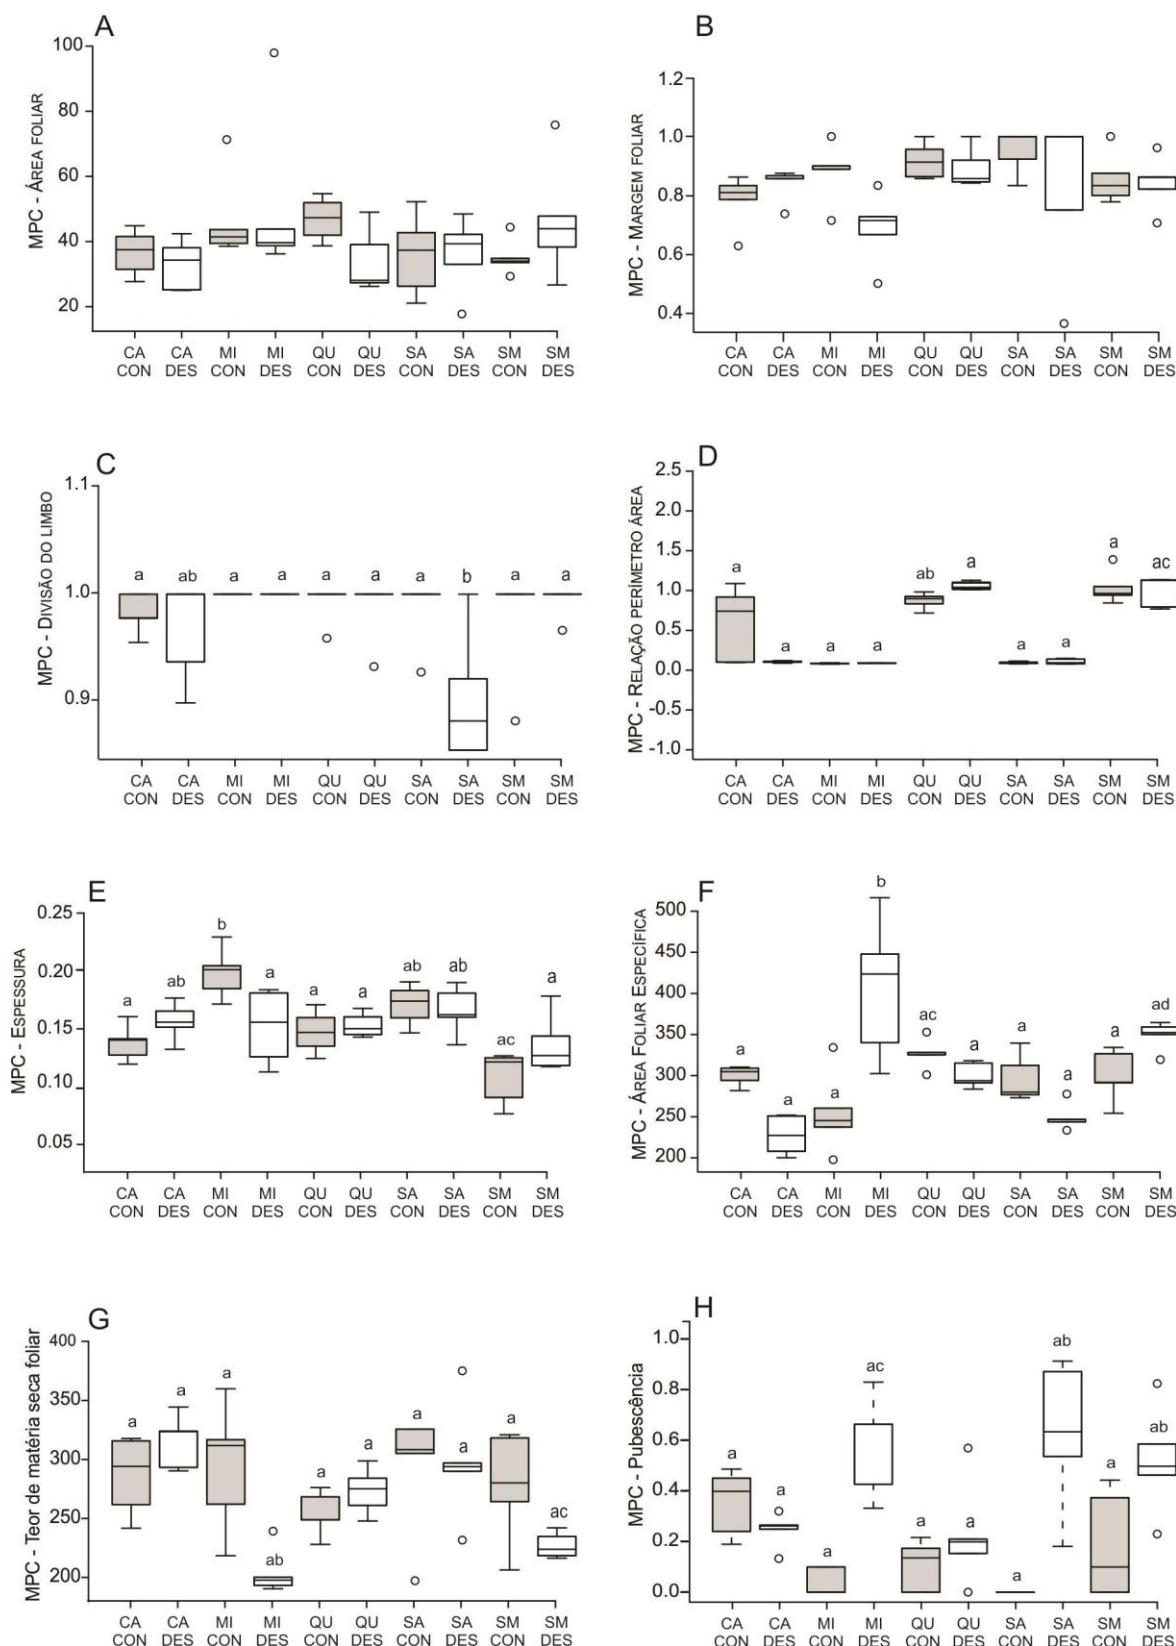 A
MPC - ÁREA FOLIAR
100
80
60
40
20
CA CON
CA DES
MI CON
MI DES
QU CON
QU DES
SA CON
SA DES
SM CON
SM DES
B
MPC - MARGEM FOLIAR
1.2
1.0
0.8
0.6
0.4
CA CON
CA DES
MI CON
MI DES
QU CON
QU DES
SA CON
SA DES
SM CON
SM DES
C
MPC - DIVISÃO DO LIMBO
1.1
1.0
0.9
a ab a a a a a b a a
CA CON
CA DES
MI CON
MI DES
QU CON
QU DES
SA CON
SA DES
SM CON
SM DES
D
MPC - RELAÇÃO PERÍMETRO ÁREA
2.5
2.0
1.5
1.0
0.5
0.0
-0.5
-1.0
a a a a ab a a a a ac
CA CON
CA DES
MI CON
MI DES
QU CON
QU DES
SA CON
SA DES
SM CON
SM DES
E
MPC - ESPESSURA
0.25
0.20
0.15
0.10
0.05
a ab b a a a ab ab ac a
CA CON
CA DES
MI CON
MI DES
QU CON
QU DES
SA CON
SA DES
SM CON
SM DES
F
MPC - ÁREA FOLIAR ESPECÍFICA
500
450
400
350
300
250
200
a a a b ac a a a a ad
CA CON
CA DES
MI CON
MI DES
QU CON
QU DES
SA CON
SA DES
SM CON
SM DES
G
MPC - Teor de matéria seca foliar
400
350
300
250
200
a a a ab a a a a a ac
CA CON
CA DES
MI CON
MI DES
QU CON
QU DES
SA CON
SA DES
SM CON
SM DES
H
MPC - Pubescência
1.0
0.8
0.6
0.4
0.2
0.0
a a a ac a a a ab a ab
CA CON
CA DES
MI CON
MI DES
QU CON
QU DES
SA CON
SA DES
SM CON
SM DES